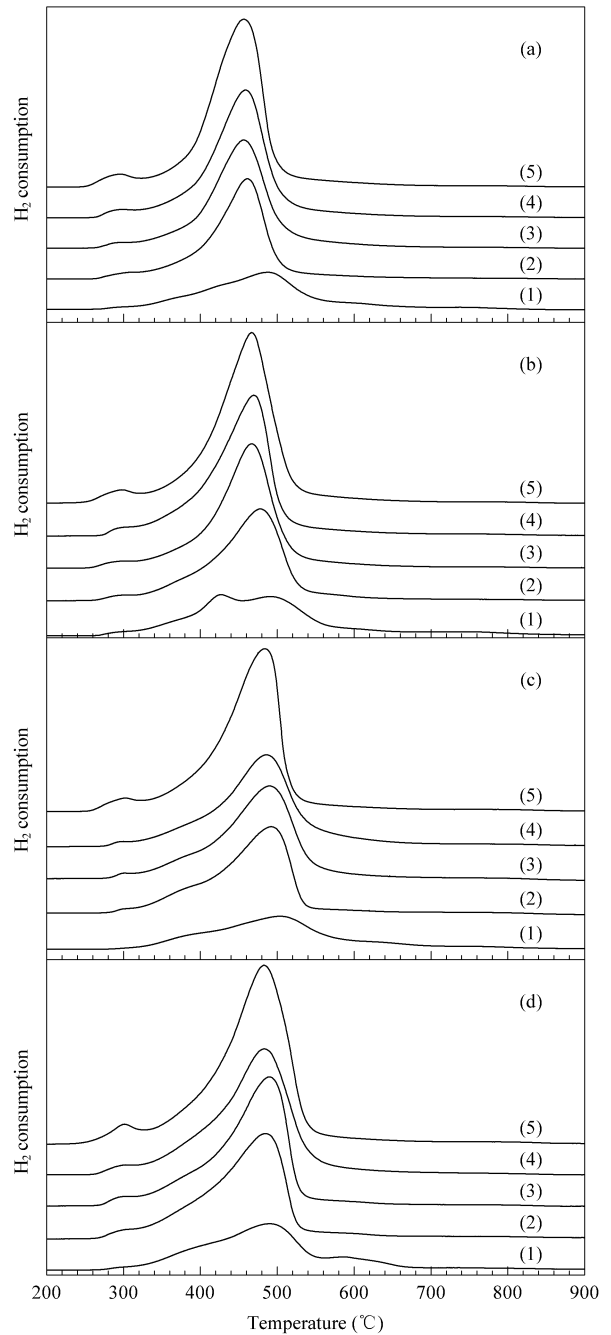 (a)
H2 consumption
(5)
(4)
(3)
(2)
(1)
(b)
H2 consumption
(5)
(4)
(3)
(2)
(1)
(c)
H2 consumption
(5)
(4)
(3)
(2)
(1)
(d)
H2 consumption
(5)
(4)
(3)
(2)
(1)
200 300 400 500 600 700 800 900
Temperature (℃)